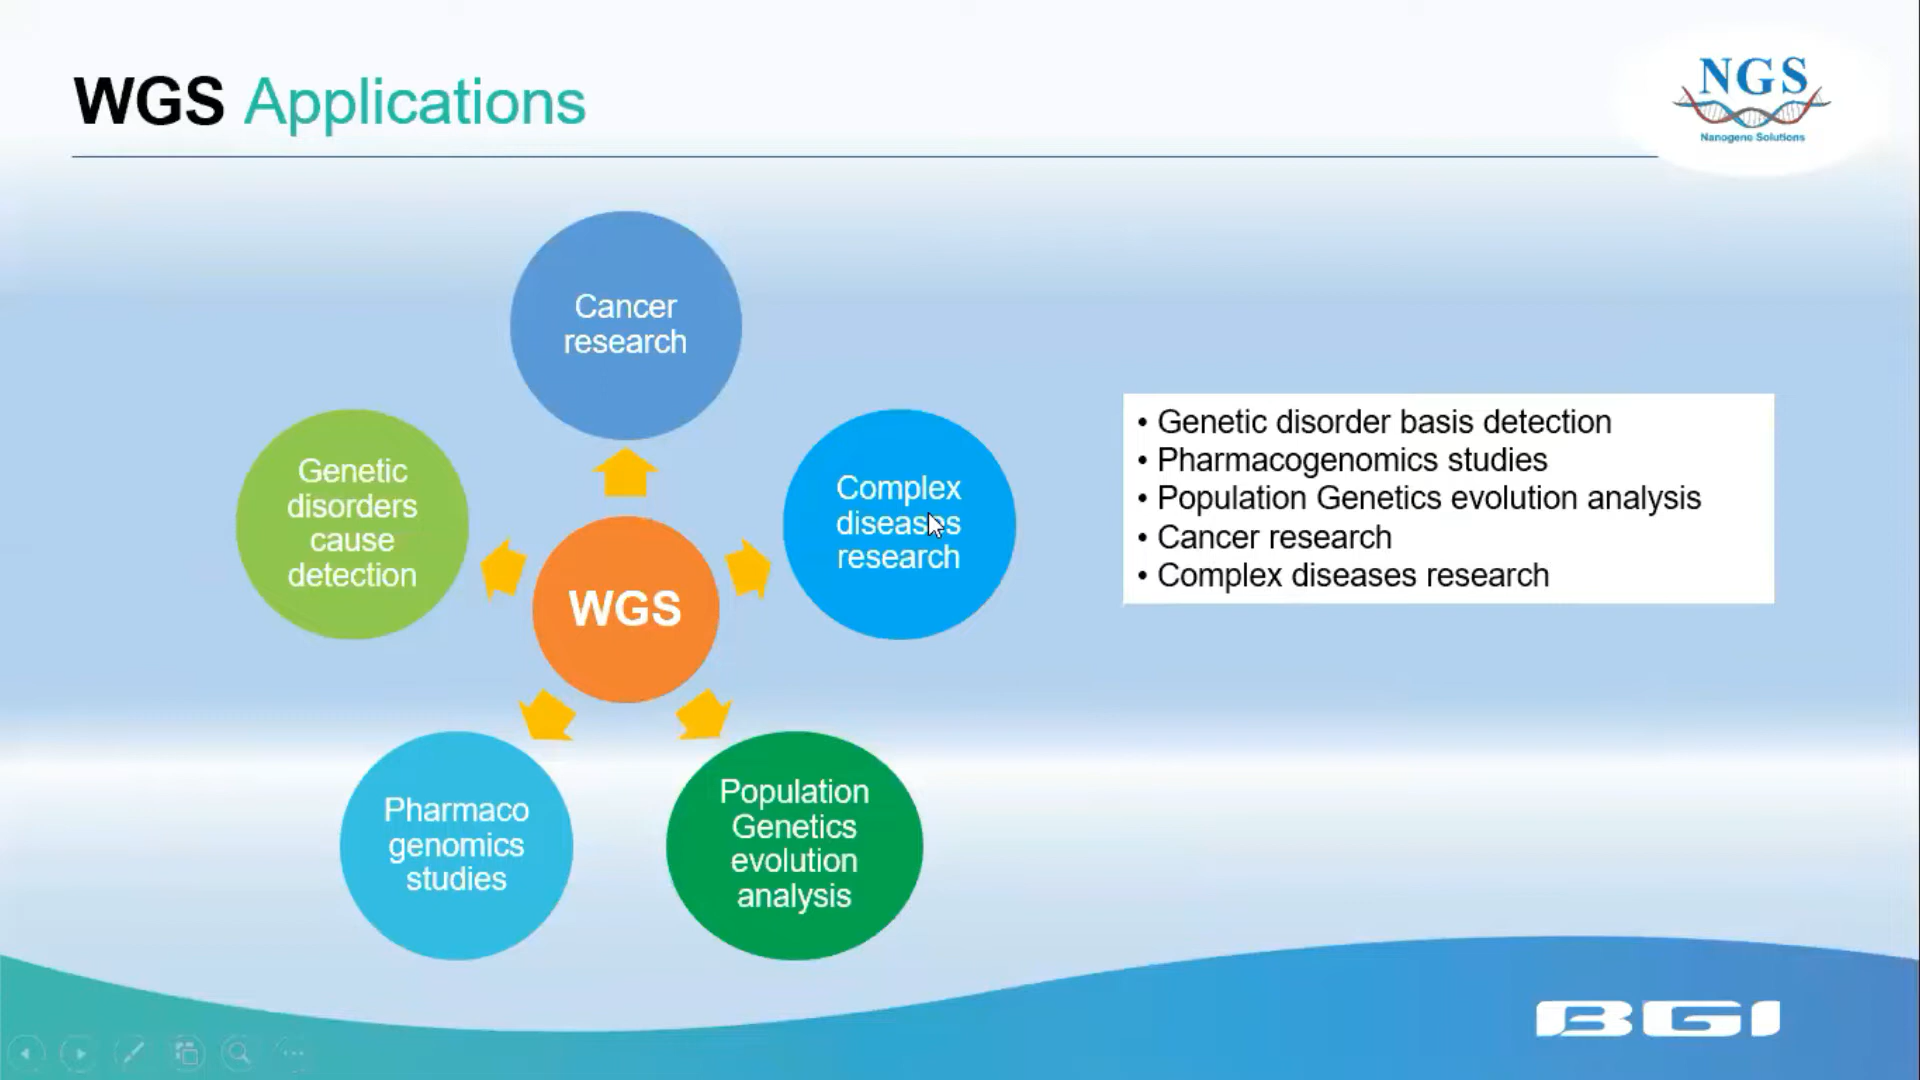 WGS Applications
NGS
Nanogene Solutions
Cancer
research
Genetic
disorders
cause
detection
Complex
diseases
research
WGS
Pharmaco
genomics
studies
Population
Genetics
evolution
analysis
• Genetic disorder basis detection
• Pharmacogenomics studies
• Population Genetics evolution analysis
• Cancer research
• Complex diseases research
BGI